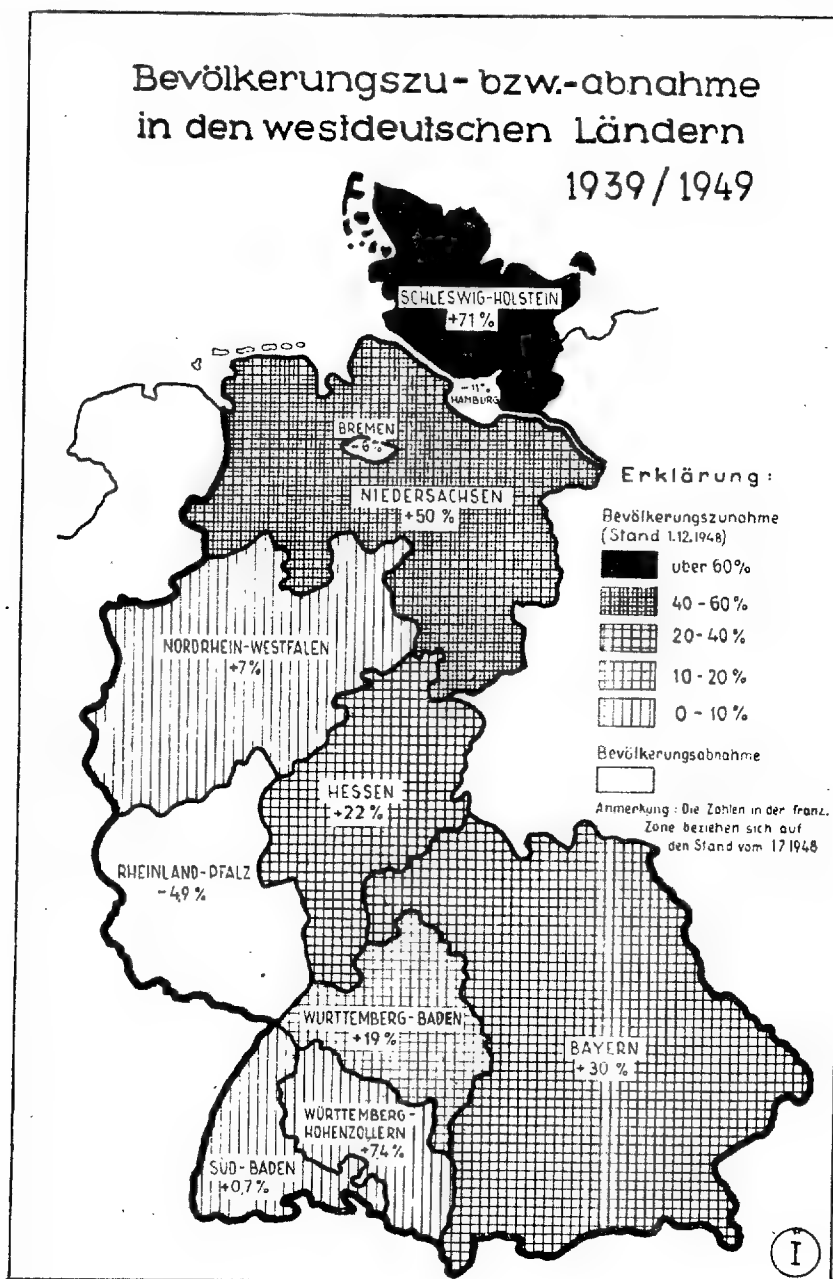 Bevölkerungszu- bzw.-abnahme
in den westdeutschen Ländern
1939/1949
SCHLESWIG-HOLSTEIN
+71%
-11%
HAMBURG
BREMEN
-6%
NIEDERSACHSEN
+50 %
Erklärung :
Bevölkerungszunahme
(Stand 1.12.1948)
uber 60%
40-60%
20-40%
10-20%
0-10%
Bevölkerungsabnahme
Anmerkung : Die Zahlen in der franz.
Zone beziehen sich auf
den Stand vom 1.7.1948
NORDRHEIN-WESTFALEN
+7%
HESSEN
+22%
RHEINLAND-PFALZ
-4,9 %
WÜRTTEMBERG-BADEN
+19 %
BAYERN
+30 %
WÜRTTEMBERG-
HOHENZOLLERN
+7,4%
SÜD-BADEN
+0,7%
I